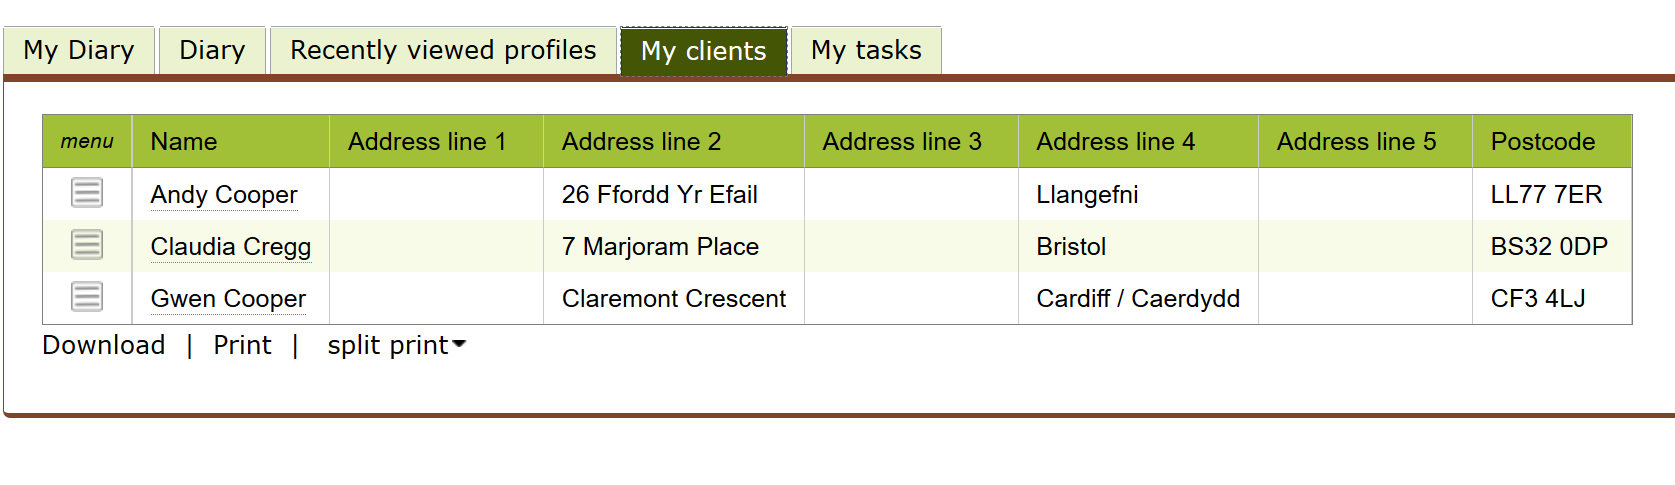 My Diary Diary Recently viewed profiles My clients My tasks
menu Name Address line 1 Address line 2 Address line 3 Address line 4 Address line 5 Postcode
Andy Cooper 26 Ffordd Yr Efail Llangefni LL77 7ER
Claudia Cregg 7 Marjoram Place Bristol BS32 0DP
Gwen Cooper Claremont Crescent Cardiff / Caerdydd CF3 4LJ
Download | Print | split print